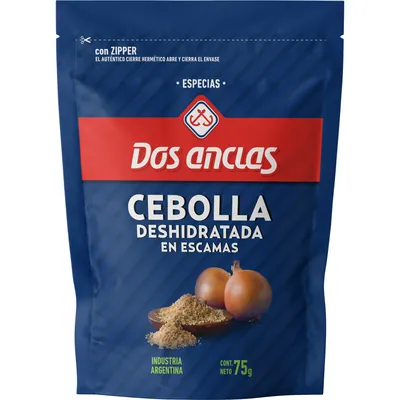 con ZIPPER
EL AUTÉNTICO CIERRE HERMÉTICO ABRE Y CIERRA EL ENVASE
• ESPECIAS •
Dos anclas
CEBOLLA
DESHIDRATADA
EN ESCAMAS
INDUSTRIA
ARGENTINA
CONT.
NETO 75g